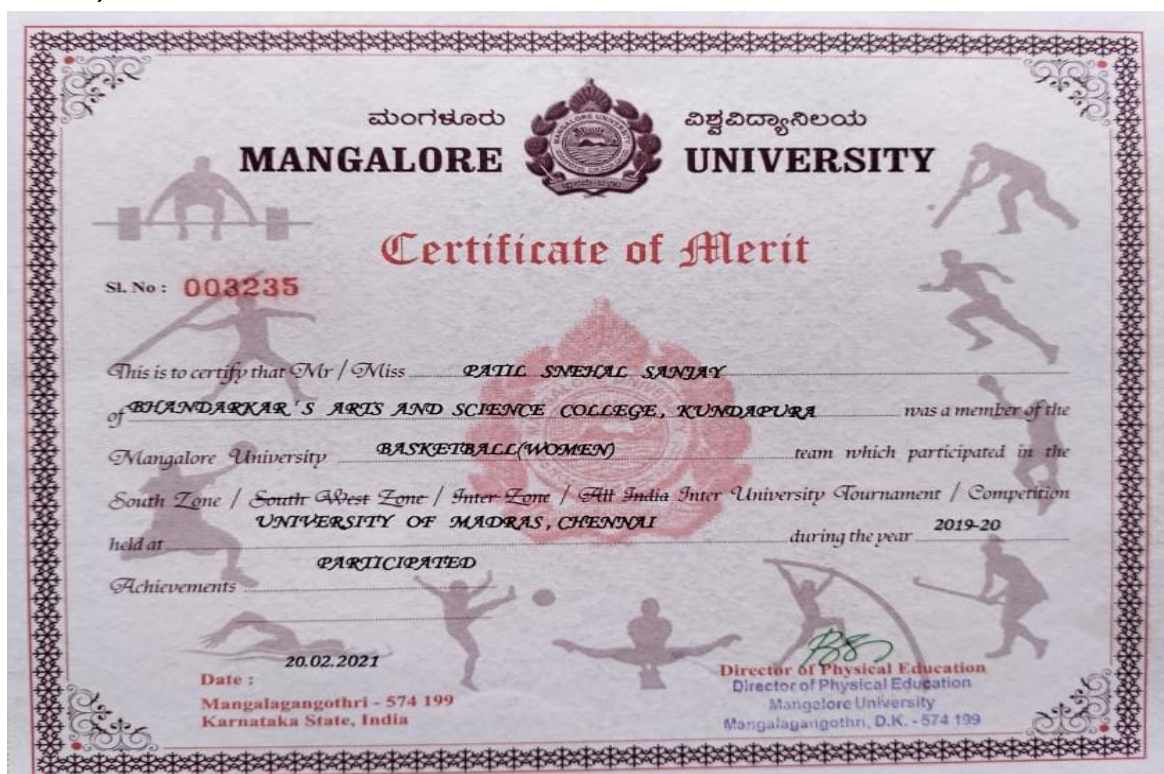 ಮಂಗಳೂರು ವಿಶ್ವವಿದ್ಯಾನಿಲಯ
MANGALORE UNIVERSITY
Certificate of Merit
Sl. No : 003235
This is to certify that Mr / Miss PATIL SNEHAL SANJAY
of BHANDARKAR'S ARTS AND SCIENCE COLLEGE, KUNDAPURA was a member of the
Mangalore University BASKETBALL(WOMEN) team which participated in the
South Zone / South West Zone / Inter Zone / All India Inter University Tournament / Competition
held at UNIVERSITY OF MADRAS, CHENNAI during the year 2019-20
Achievements PARTICIPATED
Date : 20.02.2021
Mangalagangothri - 574 199
Karnataka State, India
Director of Physical Education
Director of Physical Education
Mangalore University
Mangalagangothri, D.K. - 574 199